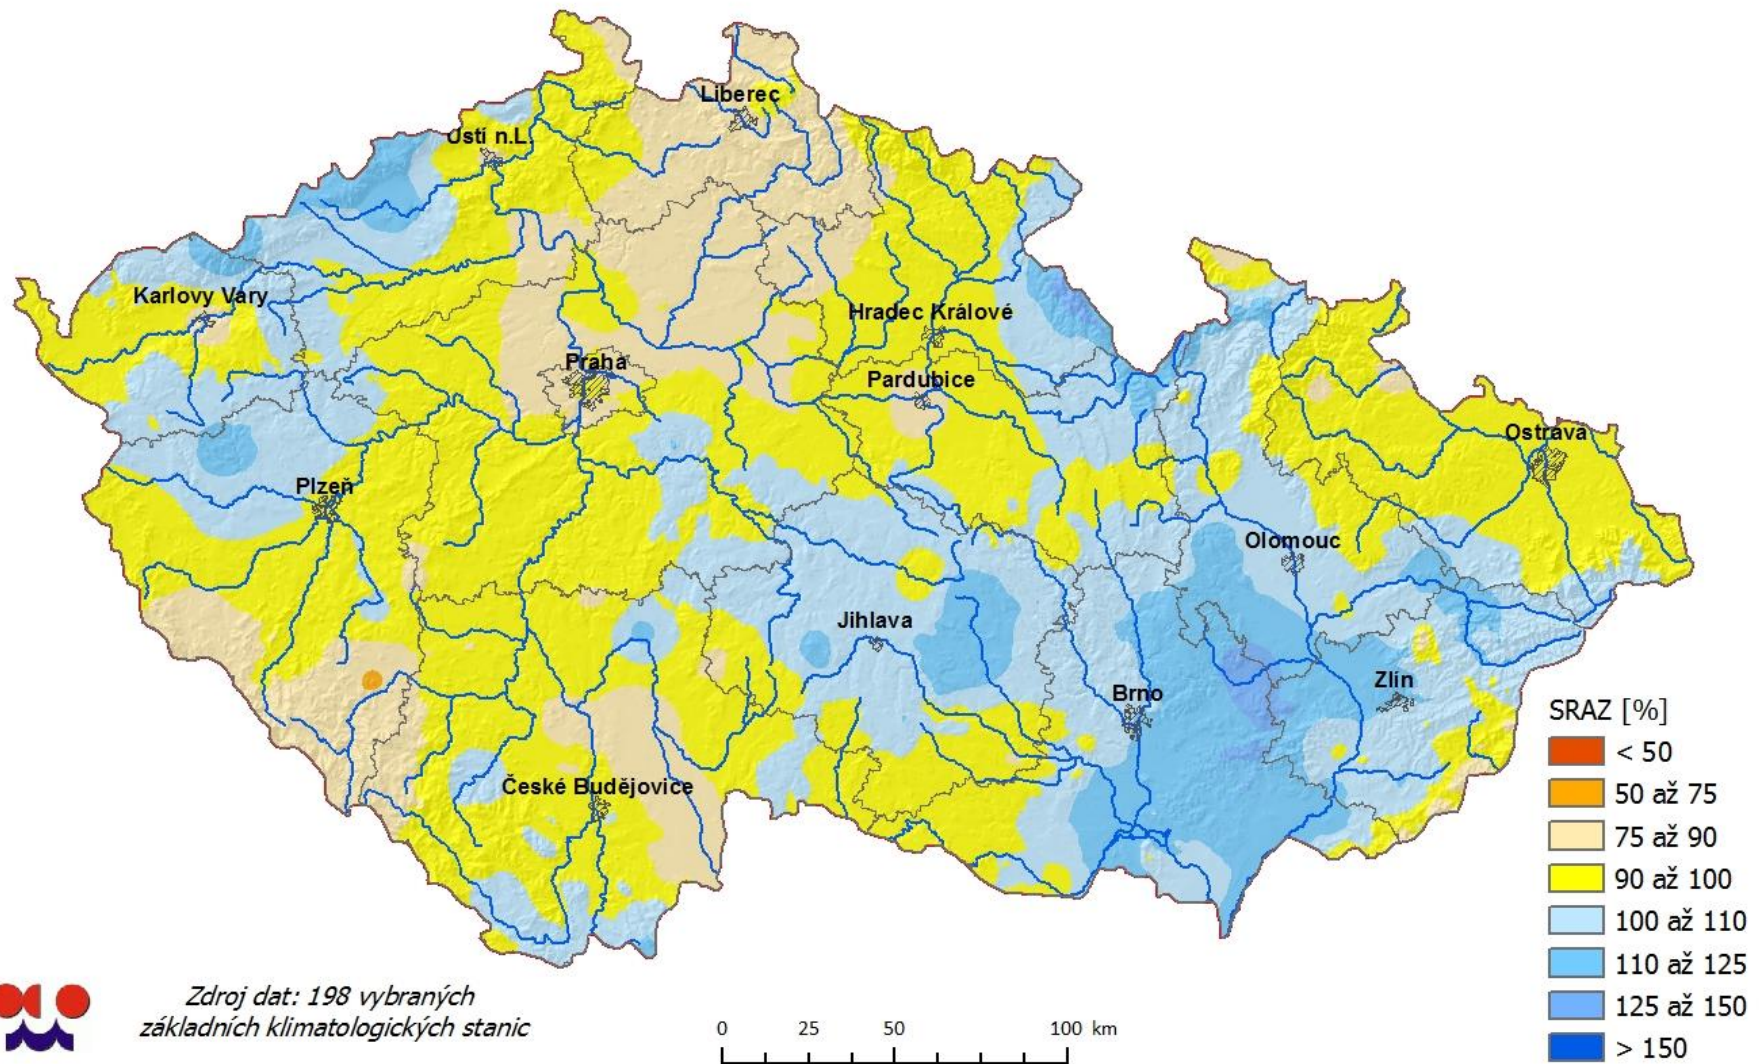 Liberec
Ústí n.L.
Karlovy Vary
Hradec Králové
Praha
Pardubice
Ostrava
Plzeň
Olomouc
Jihlava
Zlín
Brno
České Budějovice
SRAZ [%]
< 50
50 až 75
75 až 90
90 až 100
100 až 110
110 až 125
125 až 150
> 150
Zdroj dat: 198 vybraných
základních klimatologických stanic
0 25 50 100 km